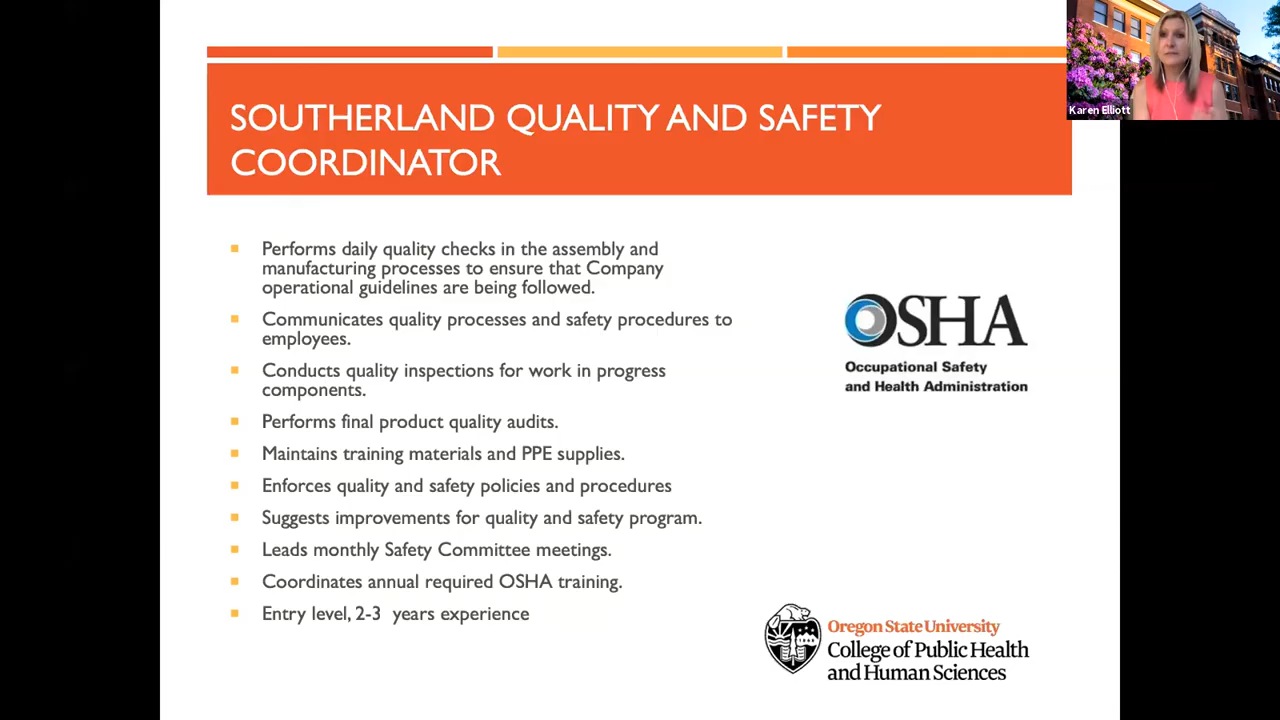 Karen Elliott
SOUTHERLAND QUALITY AND SAFETY
COORDINATOR
Performs daily quality checks in the assembly and
manufacturing processes to ensure that Company
operational guidelines are being followed.
Communicates quality processes and safety procedures to
employees.
Conducts quality inspections for work in progress
components.
Performs final product quality audits.
Maintains training materials and PPE supplies.
Enforces quality and safety policies and procedures
Suggests improvements for quality and safety program.
Leads monthly Safety Committee meetings.
Coordinates annual required OSHA training.
Entry level, 2-3  years experience
OSHA
Occupational Safety
and Health Administration
Oregon State University
College of Public Health
and Human Sciences